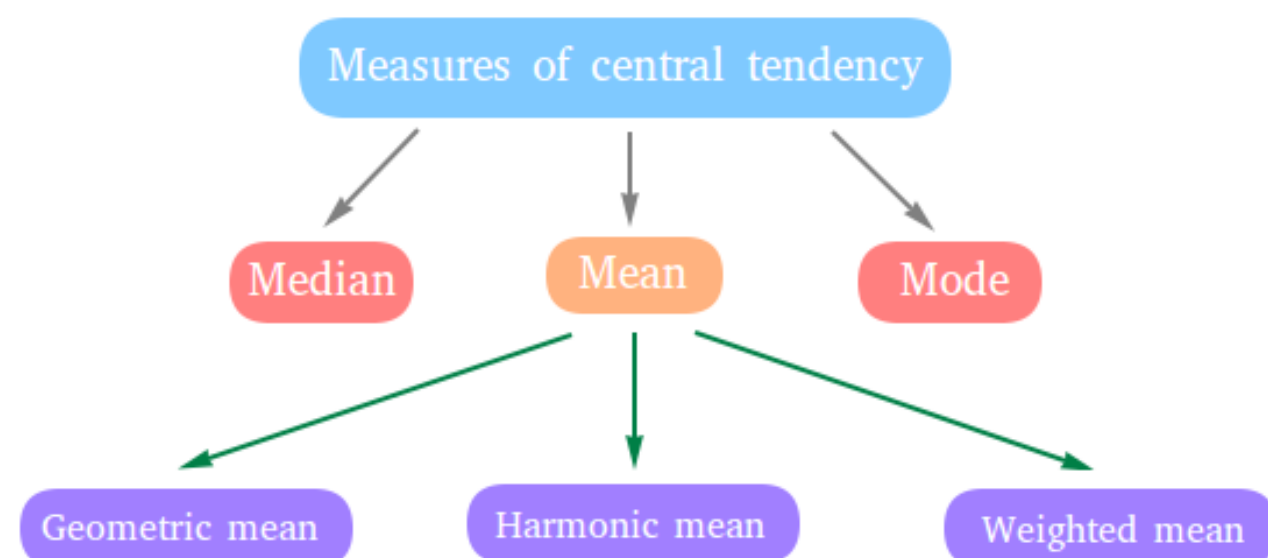 Measures of central tendency
Median
Mean
Mode
Geometric mean
Harmonic mean
Weighted mean